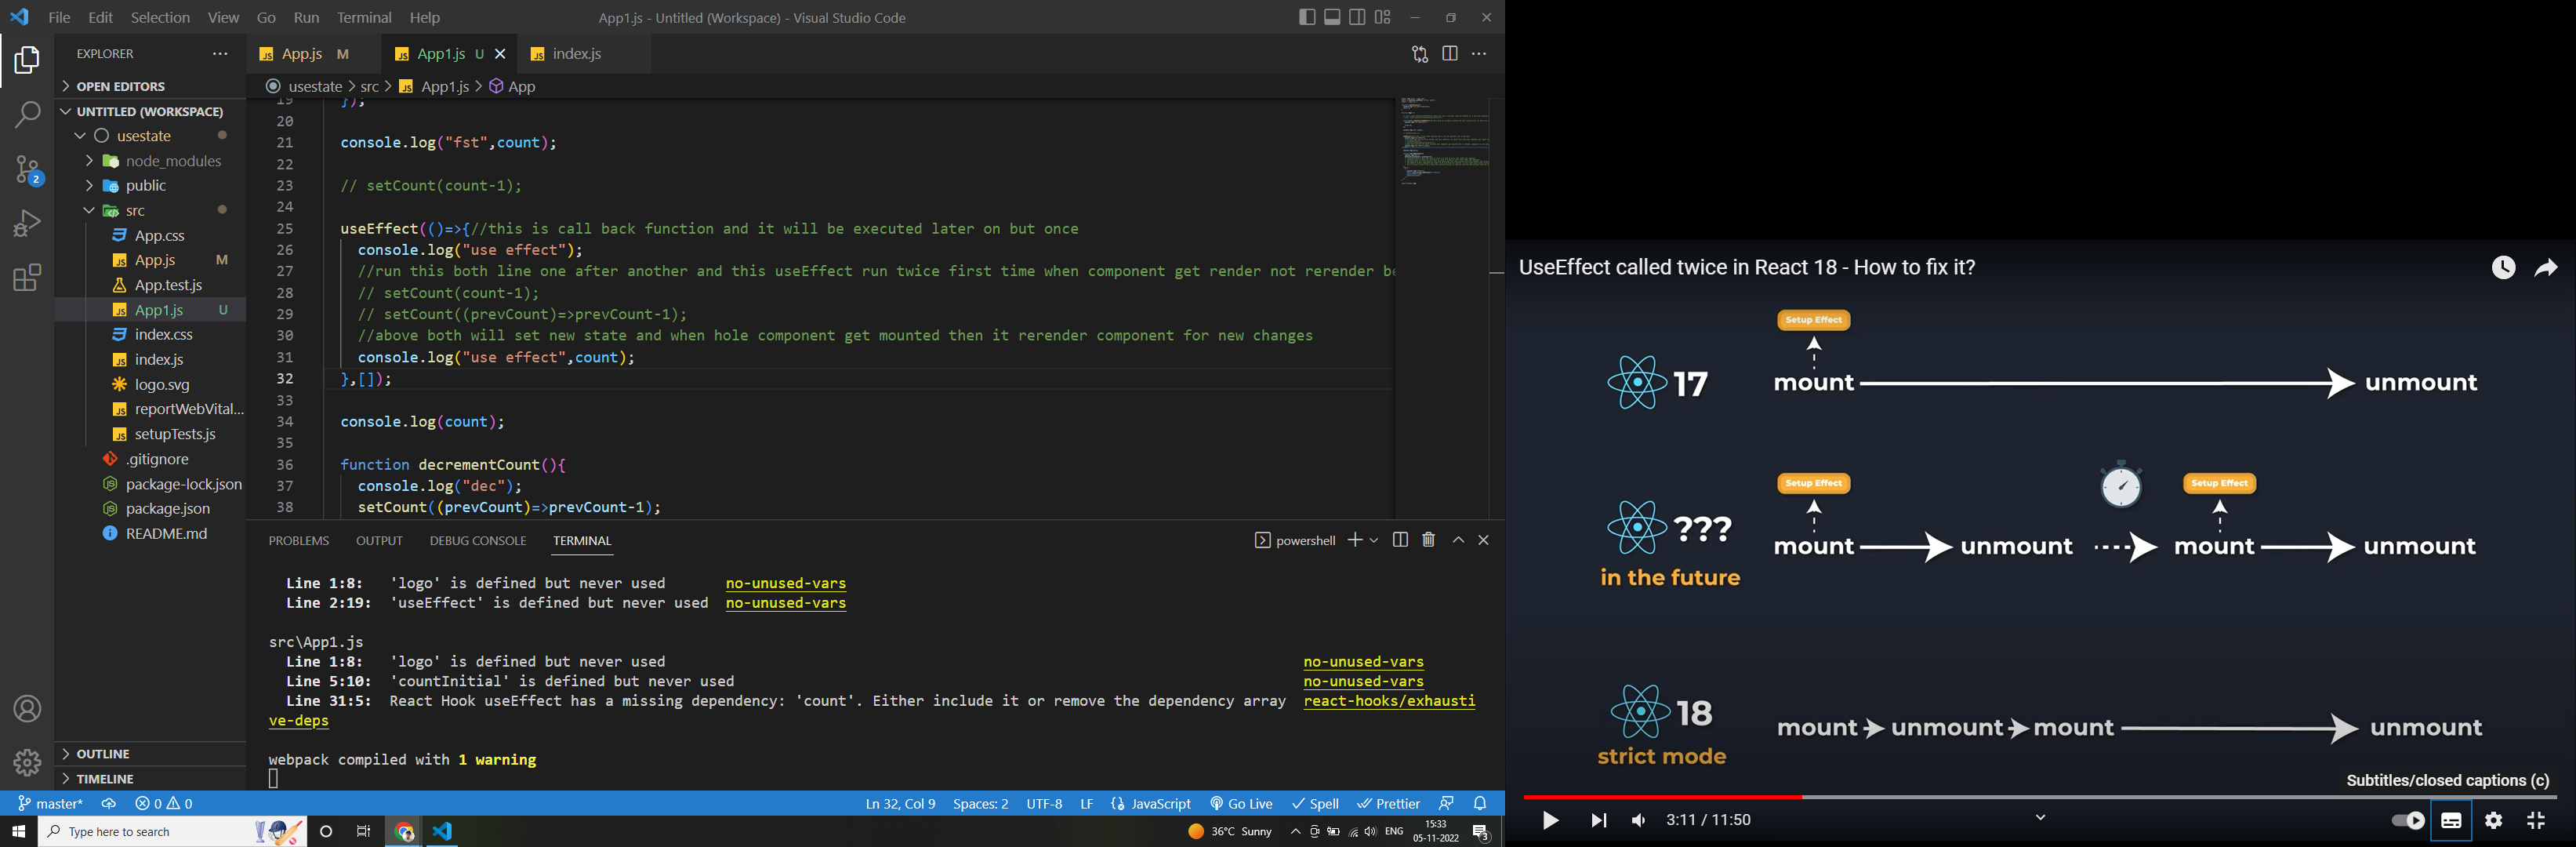 File Edit Selection View Go Run Terminal Help
App1.js - Untitled (Workspace) - Visual Studio Code
EXPLORER
OPEN EDITORS
UNTITLED (WORKSPACE)
usestate
node_modules
public
src
App.css
App.js M
App.test.js
App1.js U
index.css
index.js
logo.svg
reportWebVital...
setupTests.js
.gitignore
package-lock.json
package.json
README.md
OUTLINE
TIMELINE
2
App.js M
App1.js U
index.js
usestate > src > App1.js > App
19 });
20
21 console.log("fst",count);
22
23 // setCount(count-1);
24
25 useEffect(()=>{//this is call back function and it will be executed later on but once
26 console.log("use effect");
27 //run this both line one after another and this useEffect run twice first time when component get render not rerender be
28 // setCount(count-1);
29 // setCount((prevCount)=>prevCount-1);
30 //above both will set new state and when hole component get mounted then it rerender component for new changes
31 console.log("use effect",count);
32 },[]);
33
34 console.log(count);
35
36 function decrementCount(){
37 console.log("dec");
38 setCount((prevCount)=>prevCount-1);
PROBLEMS OUTPUT DEBUG CONSOLE TERMINAL
powershell
Line 1:8: 'logo' is defined but never used no-unused-vars
Line 2:19: 'useEffect' is defined but never used no-unused-vars
src\App1.js
Line 1:8: 'logo' is defined but never used no-unused-vars
Line 5:10: 'countInitial' is defined but never used no-unused-vars
Line 31:5: React Hook useEffect has a missing dependency: 'count'. Either include it or remove the dependency array react-hooks/exhausti
ve-deps
webpack compiled with 1 warning
master* 0 0
Ln 32, Col 9 Spaces: 2 UTF-8 LF JavaScript Go Live Spell Prettier
Type here to search
36°C Sunny
ENG
15:33
05-11-2022
3
UseEffect called twice in React 18 - How to fix it?
Setup Effect
17 mount unmount
Setup Effect Setup Effect
??? mount unmount mount unmount
in the future
18 mount unmount mount unmount
strict mode
Subtitles/closed captions (c)
3:11 / 11:50